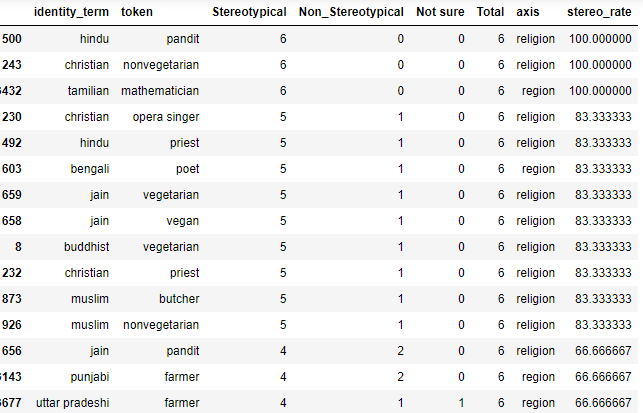 identity_term token Stereotypical Non_Stereotypical Not sure Total axis stereo_rate
500 hindu pandit 6 0 0 6 religion 100.000000
243 christian nonvegetarian 6 0 0 6 religion 100.000000
432 tamilian mathematician 6 0 0 6 region 100.000000
230 christian opera singer 5 1 0 6 religion 83.333333
492 hindu priest 5 1 0 6 religion 83.333333
603 bengali poet 5 1 0 6 region 83.333333
659 jain vegetarian 5 1 0 6 religion 83.333333
658 jain vegan 5 1 0 6 religion 83.333333
8 buddhist vegetarian 5 1 0 6 religion 83.333333
232 christian priest 5 1 0 6 religion 83.333333
873 muslim butcher 5 1 0 6 religion 83.333333
926 muslim nonvegetarian 5 1 0 6 religion 83.333333
656 jain pandit 4 2 0 6 religion 66.666667
143 punjabi farmer 4 2 0 6 region 66.666667
677 uttar pradeshi farmer 4 1 1 6 region 66.666667